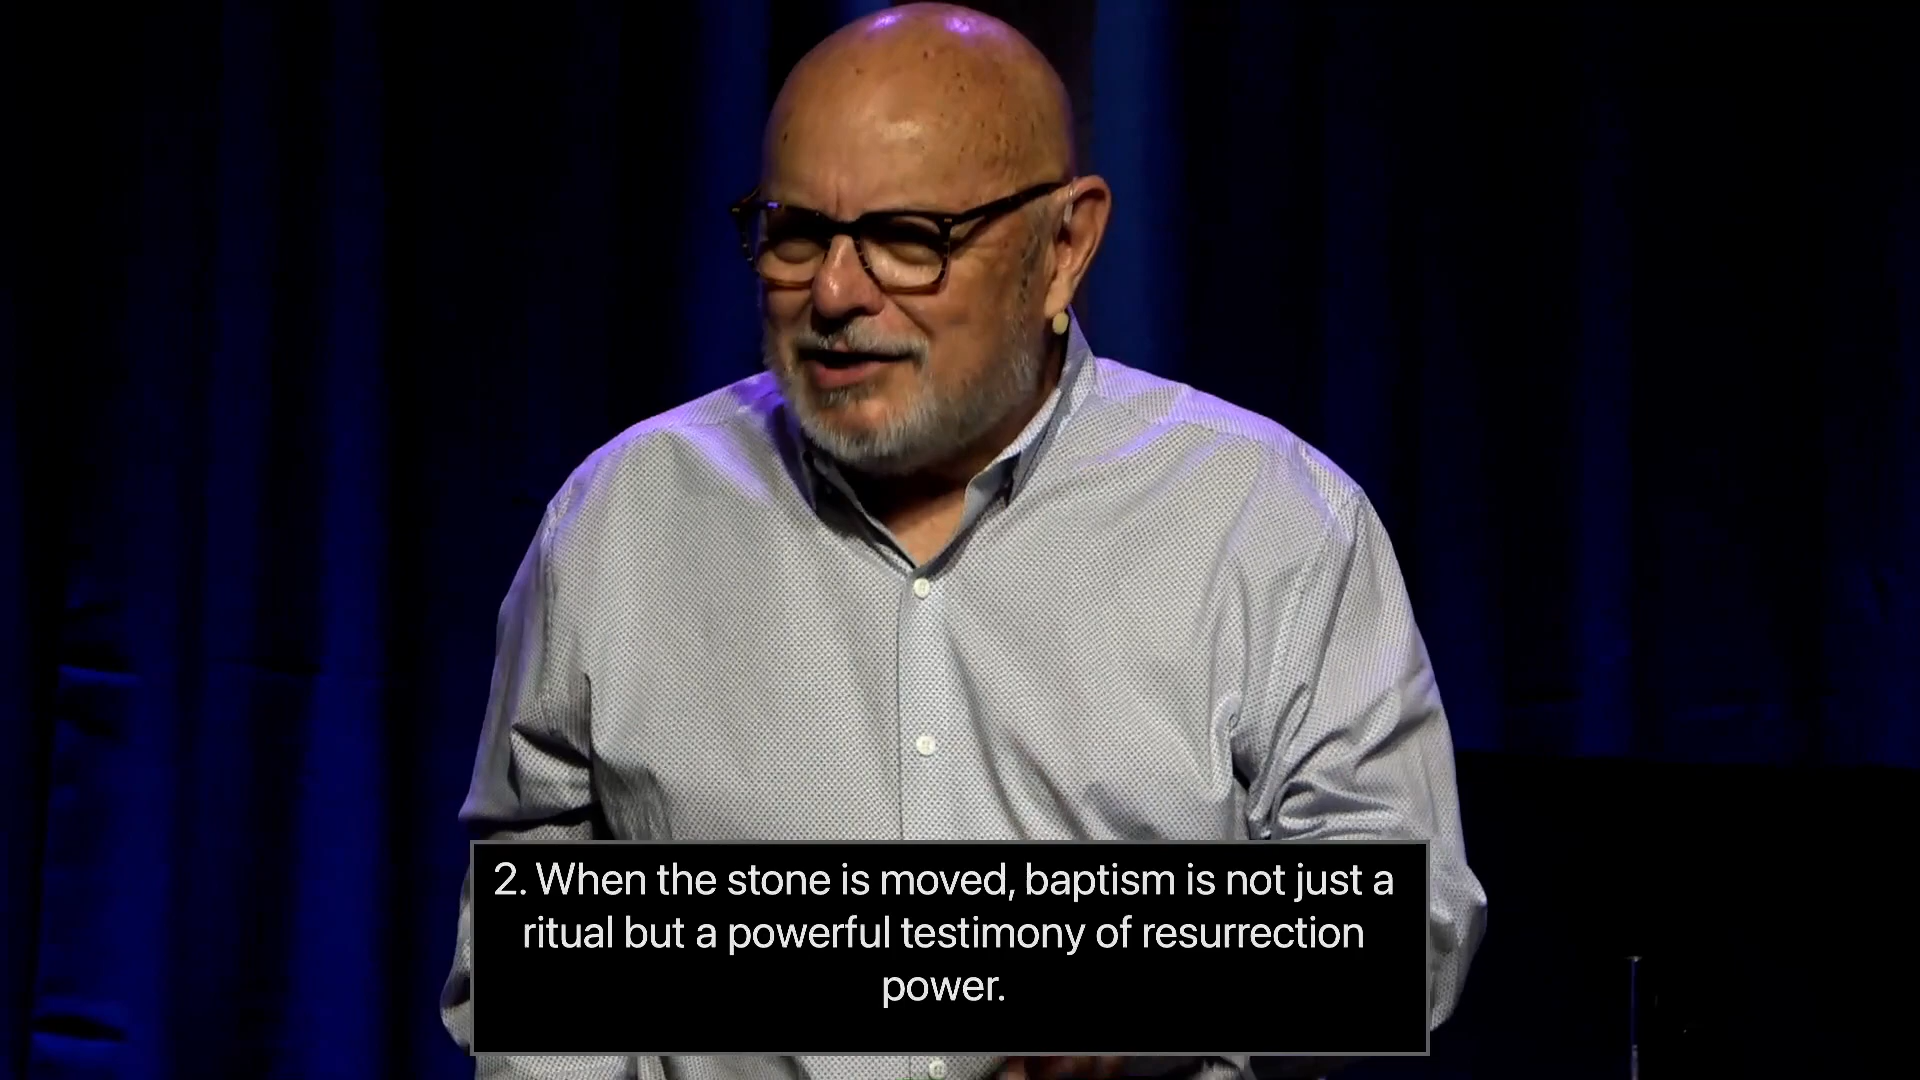 2. When the stone is moved, baptism is not just a
ritual but a powerful testimony of resurrection
power.